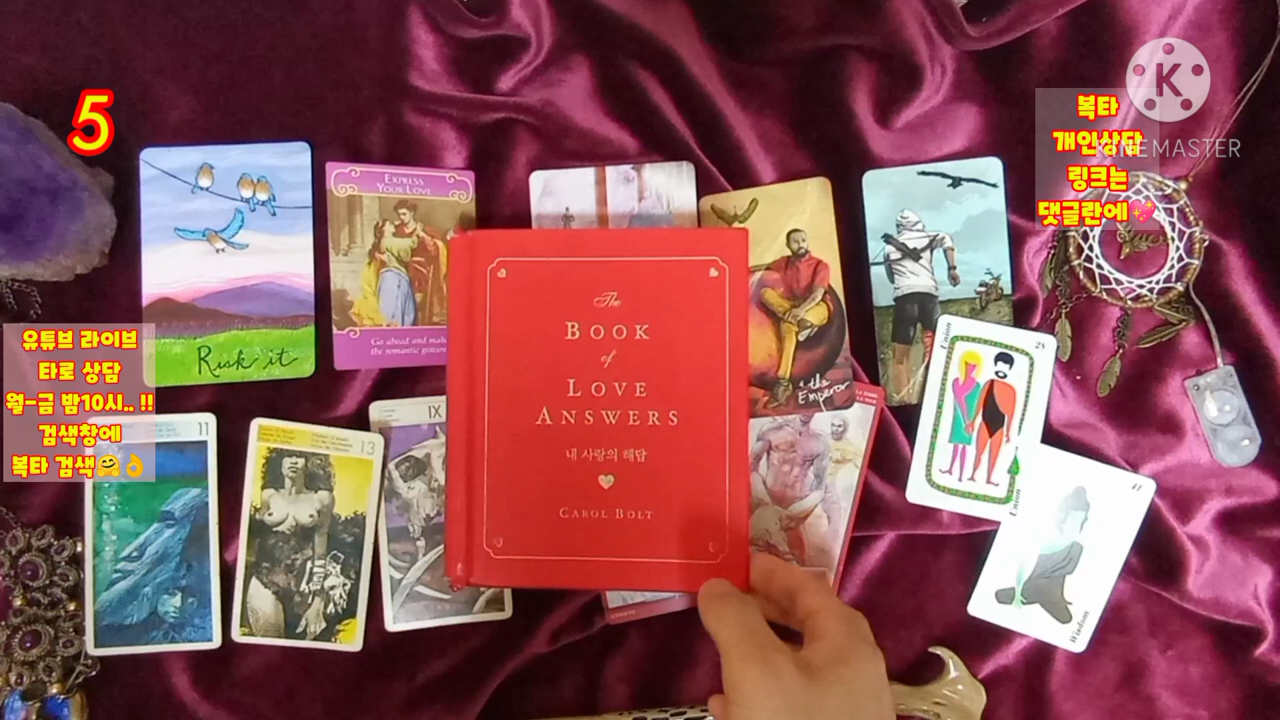 5
복타
개인상담
링크는
댓글란에💖
K
KINEMASTER
유튜브 라이브
타로 상담
월-금 밤10시.. !!
검색창에
복타 검색🤗👌
Risk it
EXPRESS
YOUR LOVE
Go ahead and make
the romantic gesture
The
BOOK
of
LOVE
ANSWERS
내 사랑의 해답
CAROL BOLT
the
Emperor
Union
25
Union
11
13
IX
Wisdom